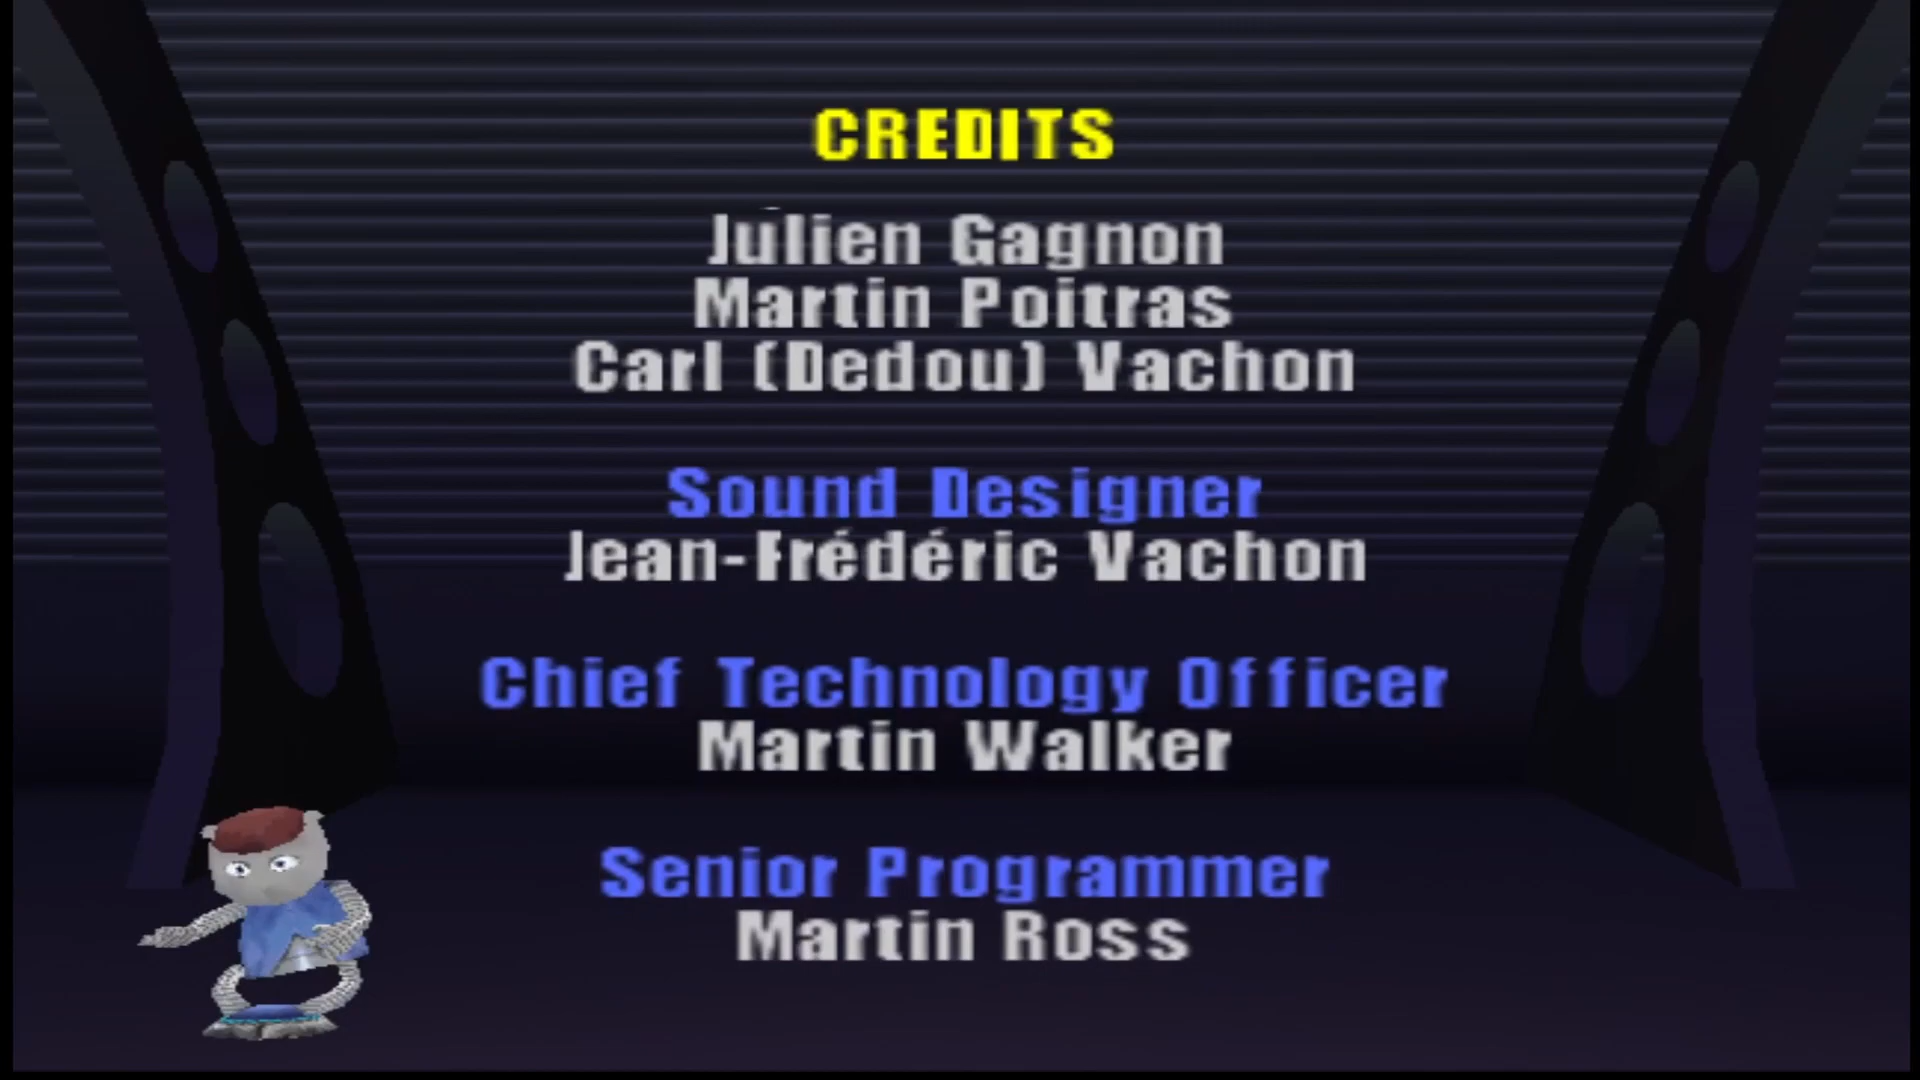 CREDITS
Julien Gagnon
Martin Poitras
Carl (Dedou) Vachon
Sound Designer
Jean-Frédéric Vachon
Chief Technology Officer
Martin Walker
Senior Programmer
Martin Ross